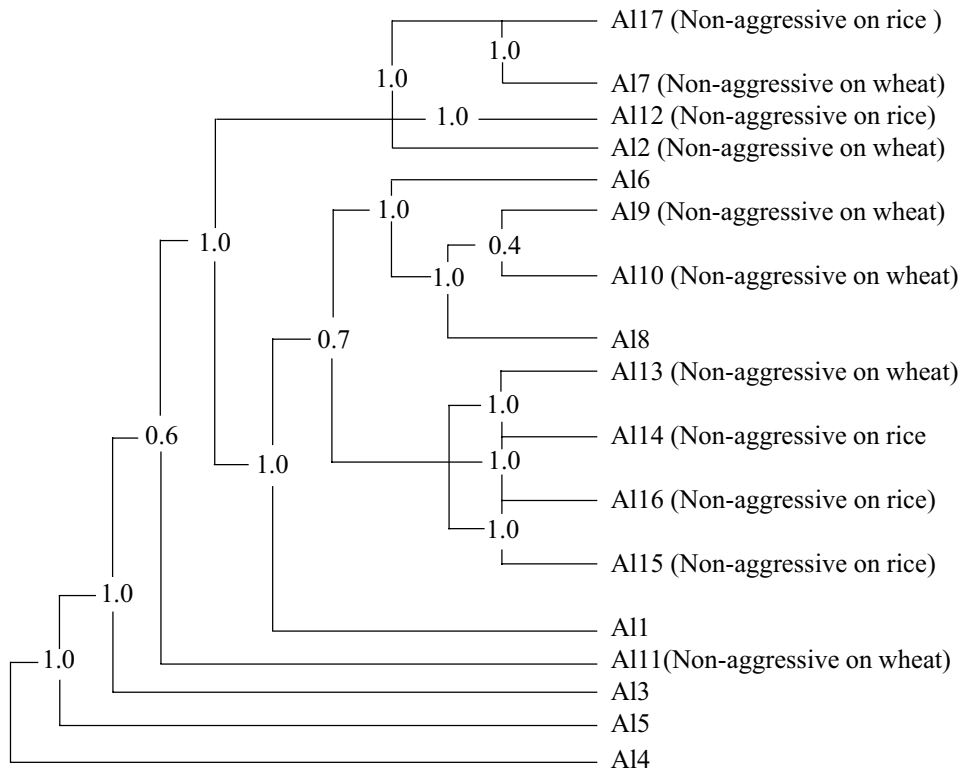 Al17 (Non-aggressive on rice )
1.0
1.0
Al7 (Non-aggressive on wheat)
1.0
Al12 (Non-aggressive on rice)
Al2 (Non-aggressive on wheat)
Al6
1.0
Al9 (Non-aggressive on wheat)
1.0
0.4
1.0
Al10 (Non-aggressive on wheat)
0.7
Al8
Al13 (Non-aggressive on wheat)
1.0
0.6
Al14 (Non-aggressive on rice
1.0
1.0
Al16 (Non-aggressive on rice)
1.0
Al15 (Non-aggressive on rice)
1.0
Al1
1.0
Al11(Non-aggressive on wheat)
Al3
Al5
Al4